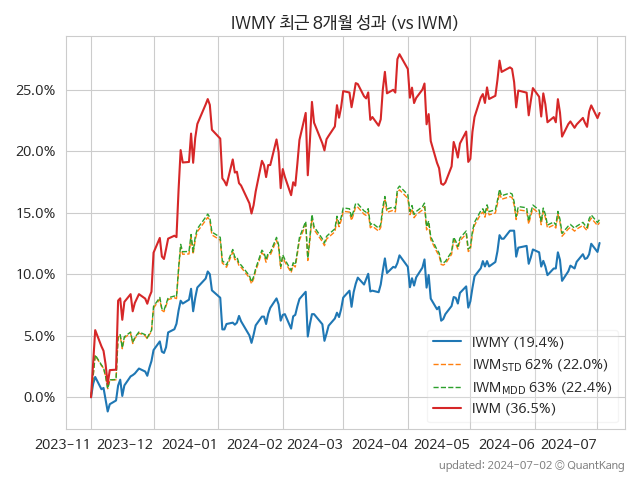 IWMY 최근 8개월 성과 (vs IWM)
25.0%
20.0%
15.0%
10.0%
5.0%
0.0%
IWMY (19.4%)
IWM_STD 62% (22.0%)
IWM_MDD 63% (22.4%)
IWM (36.5%)
2023-11 2023-12 2024-01 2024-02 2024-03 2024-04 2024-05 2024-06 2024-07
updated: 2024-07-02 © QuantKang